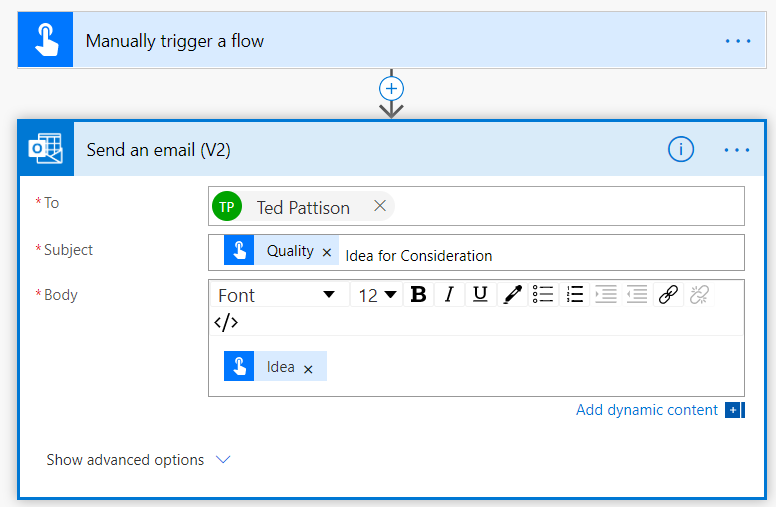 Manually trigger a flow
Send an email (V2)
* To
TP Ted Pattison
* Subject
Quality × Idea for Consideration
* Body
Font 12 B I U
</>
Idea ×
Add dynamic content
Show advanced options